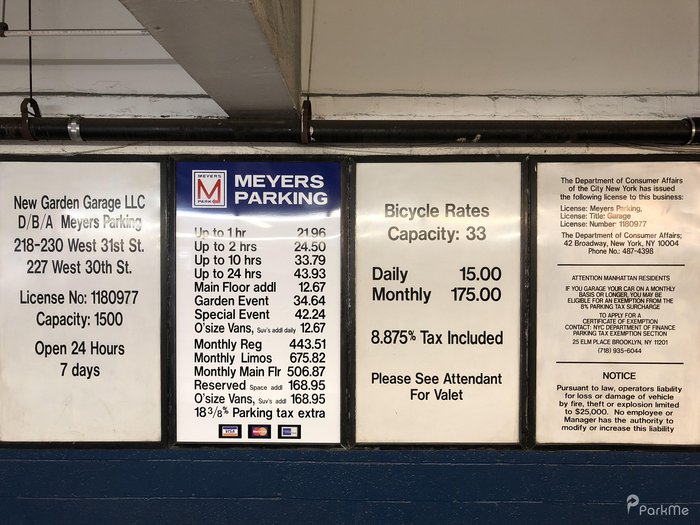 New Garden Garage LLC
D/B/A Meyers Parking
218-230 West 31st St.
227 West 30th St.
License No: 1180977
Capacity: 1500
Open 24 Hours
7 days
MEYERS
M
PARKING
MEYERS
PARKING
Up to 1 hr 21.96
Up to 2 hrs 24.50
Up to 10 hrs 33.79
Up to 24 hrs 43.93
Main Floor addl 12.67
Garden Event 34.64
Special Event 42.24
O'size Vans, Suv's addl daily 12.67
Monthly Reg 443.51
Monthly Limos 675.82
Monthly Main Flr 506.87
Reserved Space addl 168.95
O'size Vans, Suv's addl 168.95
18 3/8% Parking tax extra
VISA
Bicycle Rates
Capacity: 33
Daily 15.00
Monthly 175.00
8.875% Tax Included
Please See Attendant
For Valet
The Department of Consumer Affairs
of the City New York has issued
the following license to this business:
License: Meyers Parking,
License: Title: Garage
License: Number 1180977
The Department of Consumer Affairs;
42 Broadway, New York, NY 10004
Phone No.: 487-4398
ATTENTION MANHATTAN RESIDENTS
IF YOU GARAGE YOUR CAR ON A MONTHLY
BASIS OR LONGER, YOU MAY BE
ELIGIBLE FOR AN EXEMPTION FROM THE
8% PARKING TAX SURCHARGE
TO APPLY FOR A
CERTIFICATE OF EXEMPTION
CONTACT: NYC DEPARTMENT OF FINANCE
PARKING TAX EXEMPTION SECTION
25 ELM PLACE BROOKLYN, NY 11201
(718) 935-6044
NOTICE
Pursuant to law, operators liability
for loss or damage of vehicle
by fire, theft or explosion limited
to $25,000. No employee or
Manager has the authority to
modify or increase this liability
ParkMe